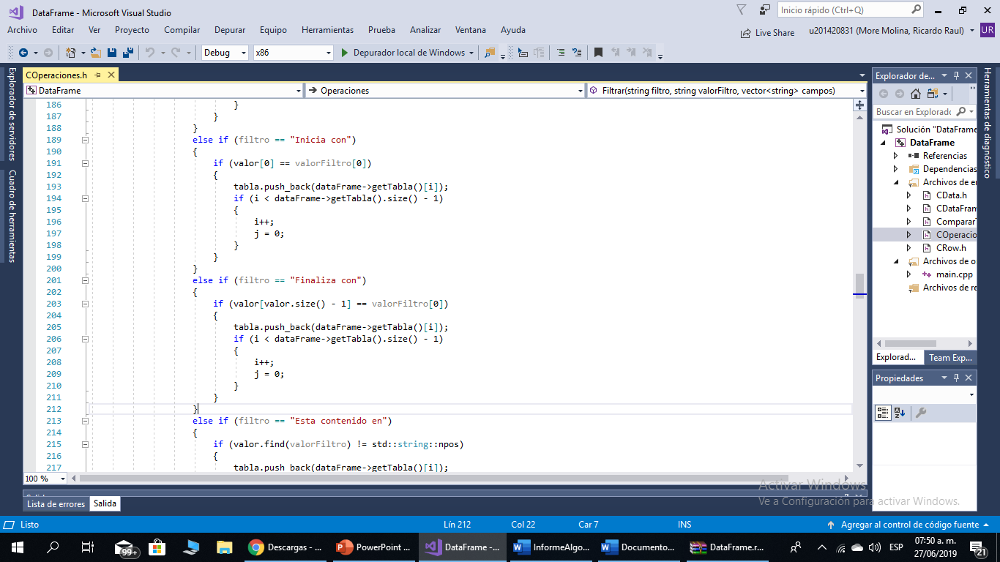 DataFrame - Microsoft Visual Studio
Inicio rápido (Ctrl+Q)
Archivo Editar Ver Proyecto Compilar Depurar Equipo Herramientas Prueba Analizar Ventana Ayuda
Live Share u201420831 (More Molina, Ricardo Raul) UR
Debug x86 Depurador local de Windows
COperaciones.h
DataFrame Operaciones Filtrar(string filtro, string valorFiltro, vector<string> campos)
186 }
187 }
188 }
189 else if (filtro == "Inicia con")
190 {
191 if (valor[0] == valorFiltro[0])
192 {
193 tabla.push_back(dataFrame->getTabla()[i]);
194 if (i < dataFrame->getTabla().size() - 1)
195 {
196 i++;
197 j = 0;
198 }
199 }
200 }
201 else if (filtro == "Finaliza con")
202 {
203 if (valor[valor.size() - 1] == valorFiltro[0])
204 {
205 tabla.push_back(dataFrame->getTabla()[i]);
206 if (i < dataFrame->getTabla().size() - 1)
207 {
208 i++;
209 j = 0;
210 }
211 }
212 }
213 else if (filtro == "Esta contenido en")
214 {
215 if (valor.find(valorFiltro) != std::string::npos)
216 {
217 tabla.push_back(dataFrame->getTabla()[i]);
100 %
Explorador de servidores
Cuadro de herramientas
Explorador de...
Buscar en Explorado
Solución "DataFrame
DataFrame
Referencias
Dependencias
Archivos de e
CData.h
CDataFram
Comparar
COperacio
CRow.h
Archivos de o
main.cpp
Archivos de re
Explorad... Team Exp...
Propiedades
Herramientas de diagnóstico
Lista de errores Salida
Activar Windows
Ve a Configuración para activar Windows.
Listo Lín 212 Col 22 Car 7 INS Agregar al control de código fuente
99+ Descargas - ... PowerPoint ... DataFrame -... InformeAlgo... Documento... DataFrame.r... ESP
07:50 a. m.
27/06/2019
21